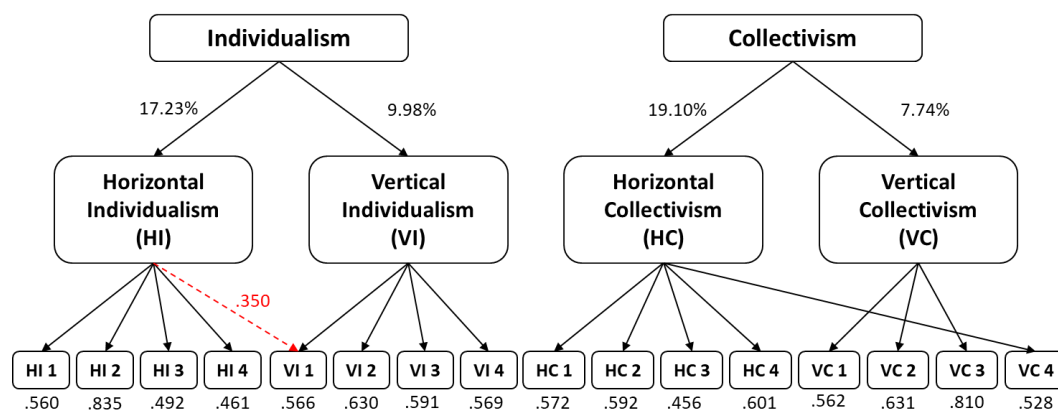 Individualism
Collectivism
17.23%
9.98%
19.10%
7.74%
Horizontal
Individualism
(HI)
Vertical
Individualism
(VI)
Horizontal
Collectivism
(HC)
Vertical
Collectivism
(VC)
.350
HI 1
HI 2
HI 3
HI 4
VI 1
VI 2
VI 3
VI 4
HC 1
HC 2
HC 3
HC 4
VC 1
VC 2
VC 3
VC 4
.560
.835
.492
.461
.566
.630
.591
.569
.572
.592
.456
.601
.562
.631
.810
.528